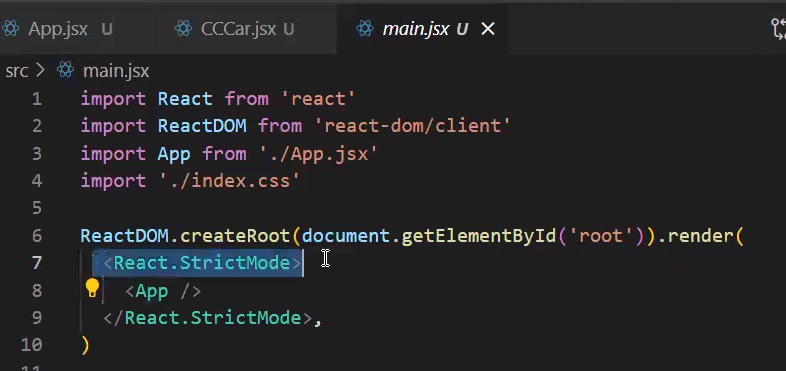 App.jsx U CCCar.jsx U main.jsx U ×
src > main.jsx
1 import React from 'react'
2 import ReactDOM from 'react-dom/client'
3 import App from './App.jsx'
4 import './index.css'
5
6 ReactDOM.createRoot(document.getElementById('root')).render(
7 <React.StrictMode>
8 <App />
9 </React.StrictMode>,
10 )
11